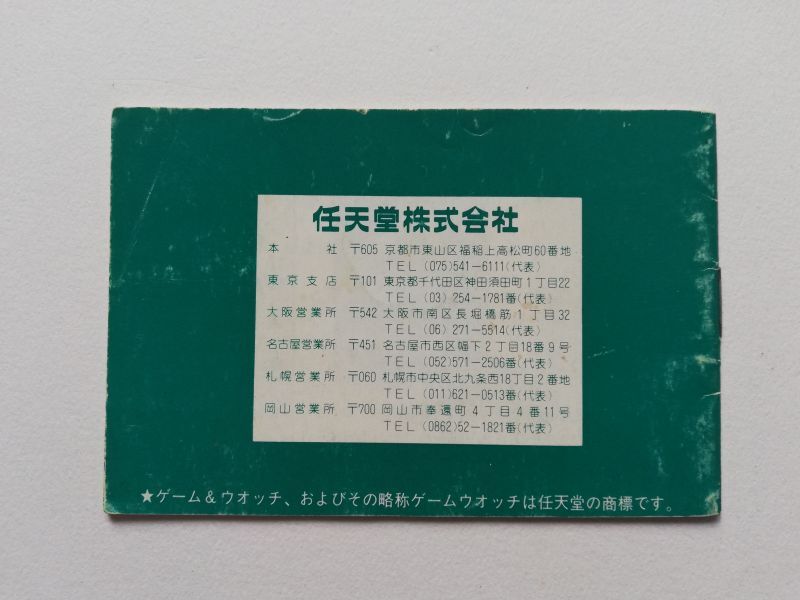 任天堂株式会社
本社 〒605 京都市東山区福稲上高松町60番地
TEL (075)541-6111(代表)
東京支店 〒101 東京都千代田区神田須田町1丁目22
TEL (03) 254-1781番(代表)
大阪営業所 〒542 大阪市南区長堀橋筋1丁目32
TEL (06) 271-5514(代表)
名古屋営業所 〒451 名古屋市西区幅下2丁目18番9号
TEL (052)571-2506番(代表)
札幌営業所 〒060 札幌市中央区北九条西18丁目2番地
TEL (011)621-0513番(代表)
岡山営業所 〒700 岡山市奉還町4丁目4番11号
TEL (0862)52-1821番(代表)
★ゲーム&ウオッチ、およびその略称ゲームウオッチは任天堂の商標です。